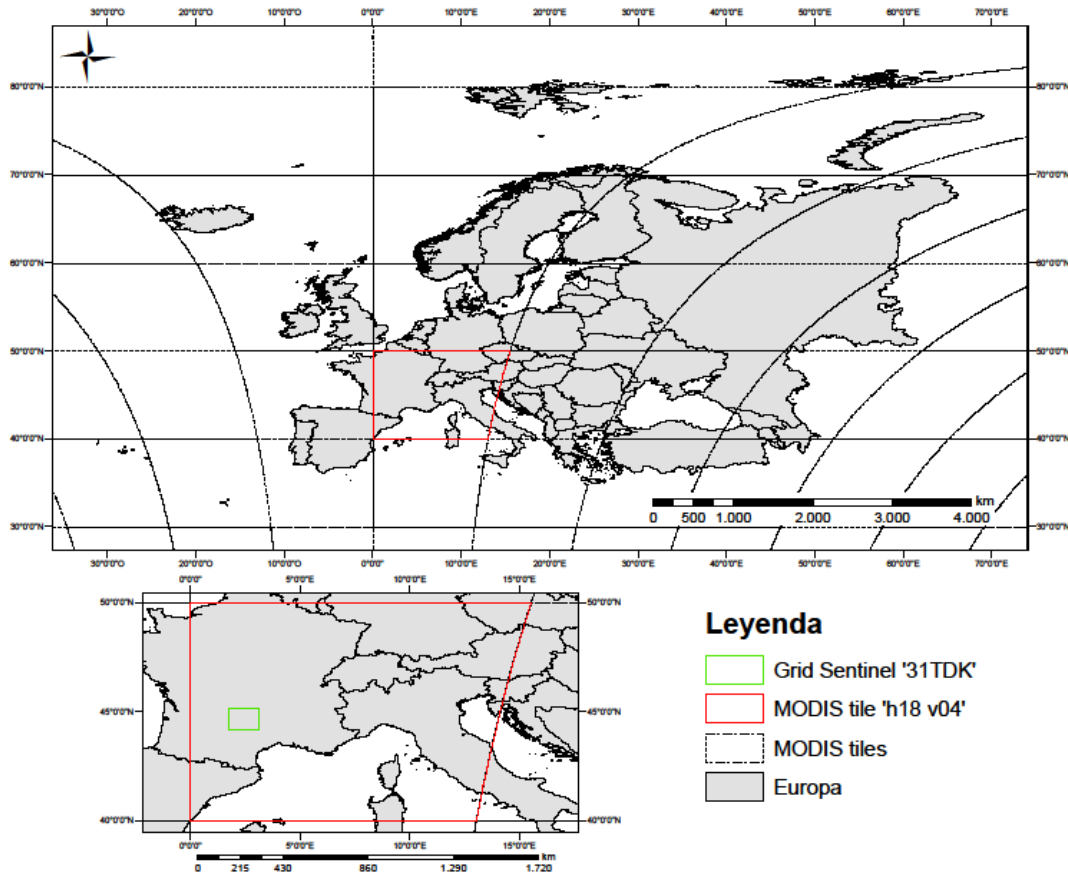 30°0'0"O 20°0'0"O 10°0'0"O 0°0'0"E 10°0'0"E 20°0'0"E 30°0'0"E 40°0'0"E 50°0'0"E 60°0'0"E 70°0'0"E
80°0'0"N 80°0'0"N
70°0'0"N 70°0'0"N
60°0'0"N 60°0'0"N
50°0'0"N 50°0'0"N
40°0'0"N 40°0'0"N
km
0 500 1.000 2.000 3.000 4.000
30°0'0"N 30°0'0"N
30°0'0"O 20°0'0"O 10°0'0"O 0°0'0"E 10°0'0"E 20°0'0"E 30°0'0"E 40°0'0"E 50°0'0"E 60°0'0"E 70°0'0"E
0°0'0" 5°0'0"E 10°0'0"E 15°0'0"E
50°0'0"N 50°0'0"N
45°0'0"N 45°0'0"N
40°0'0"N 40°0'0"N
0°0'0" 5°0'0"E 10°0'0"E 15°0'0"E
km
0 215 430 860 1.290 1.720
Leyenda
Grid Sentinel '31TDK'
MODIS tile 'h18 v04'
MODIS tiles
Europa